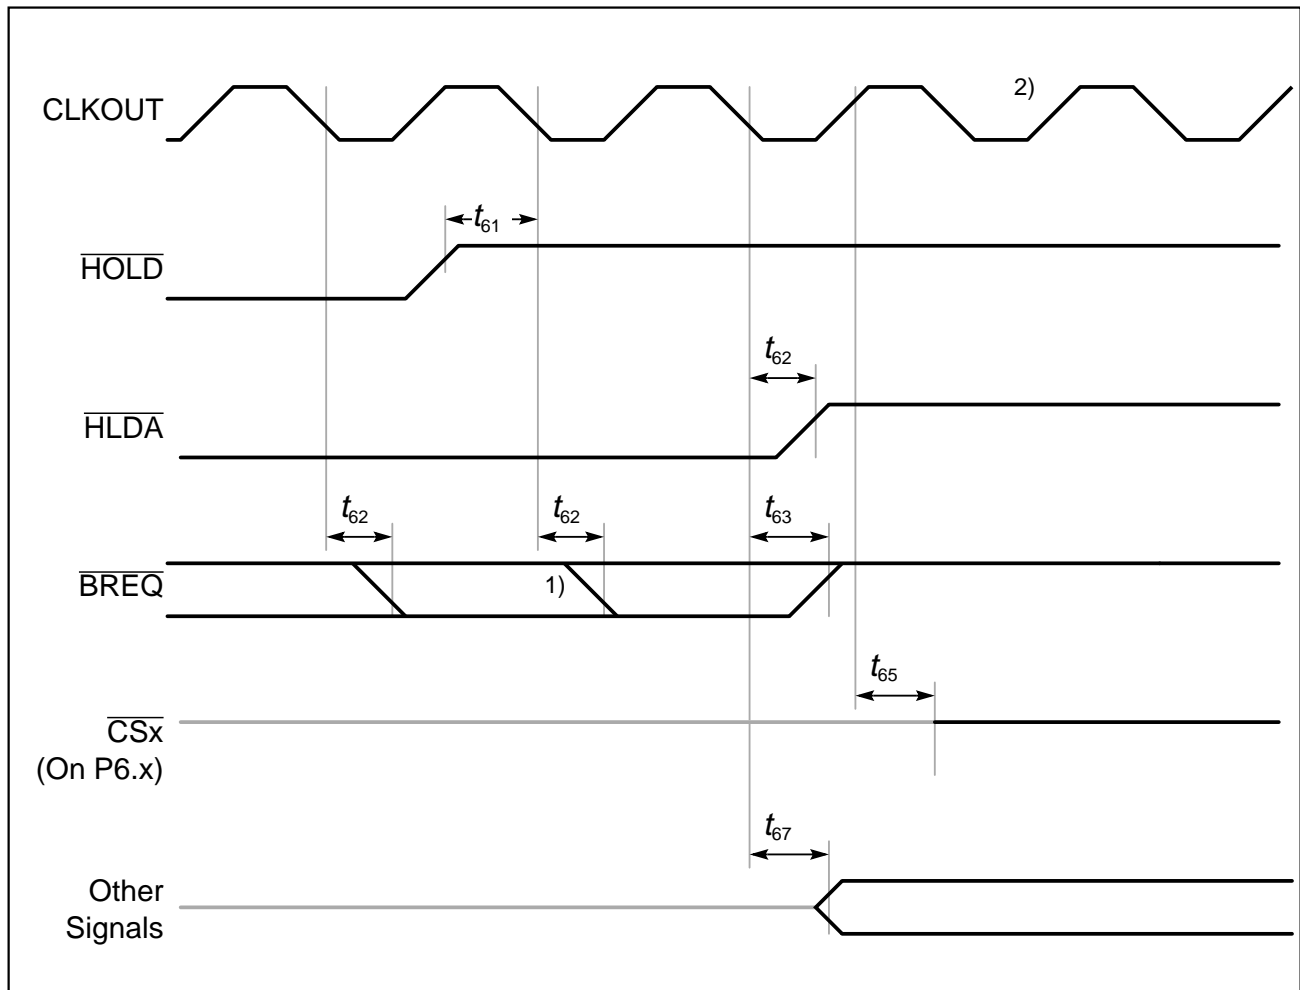 CLKOUT
2)
t61
HOLD
t62
HLDA
t62
t62
t63
BREQ
1)
t65
CSx
(On P6.x)
t67
Other
Signals